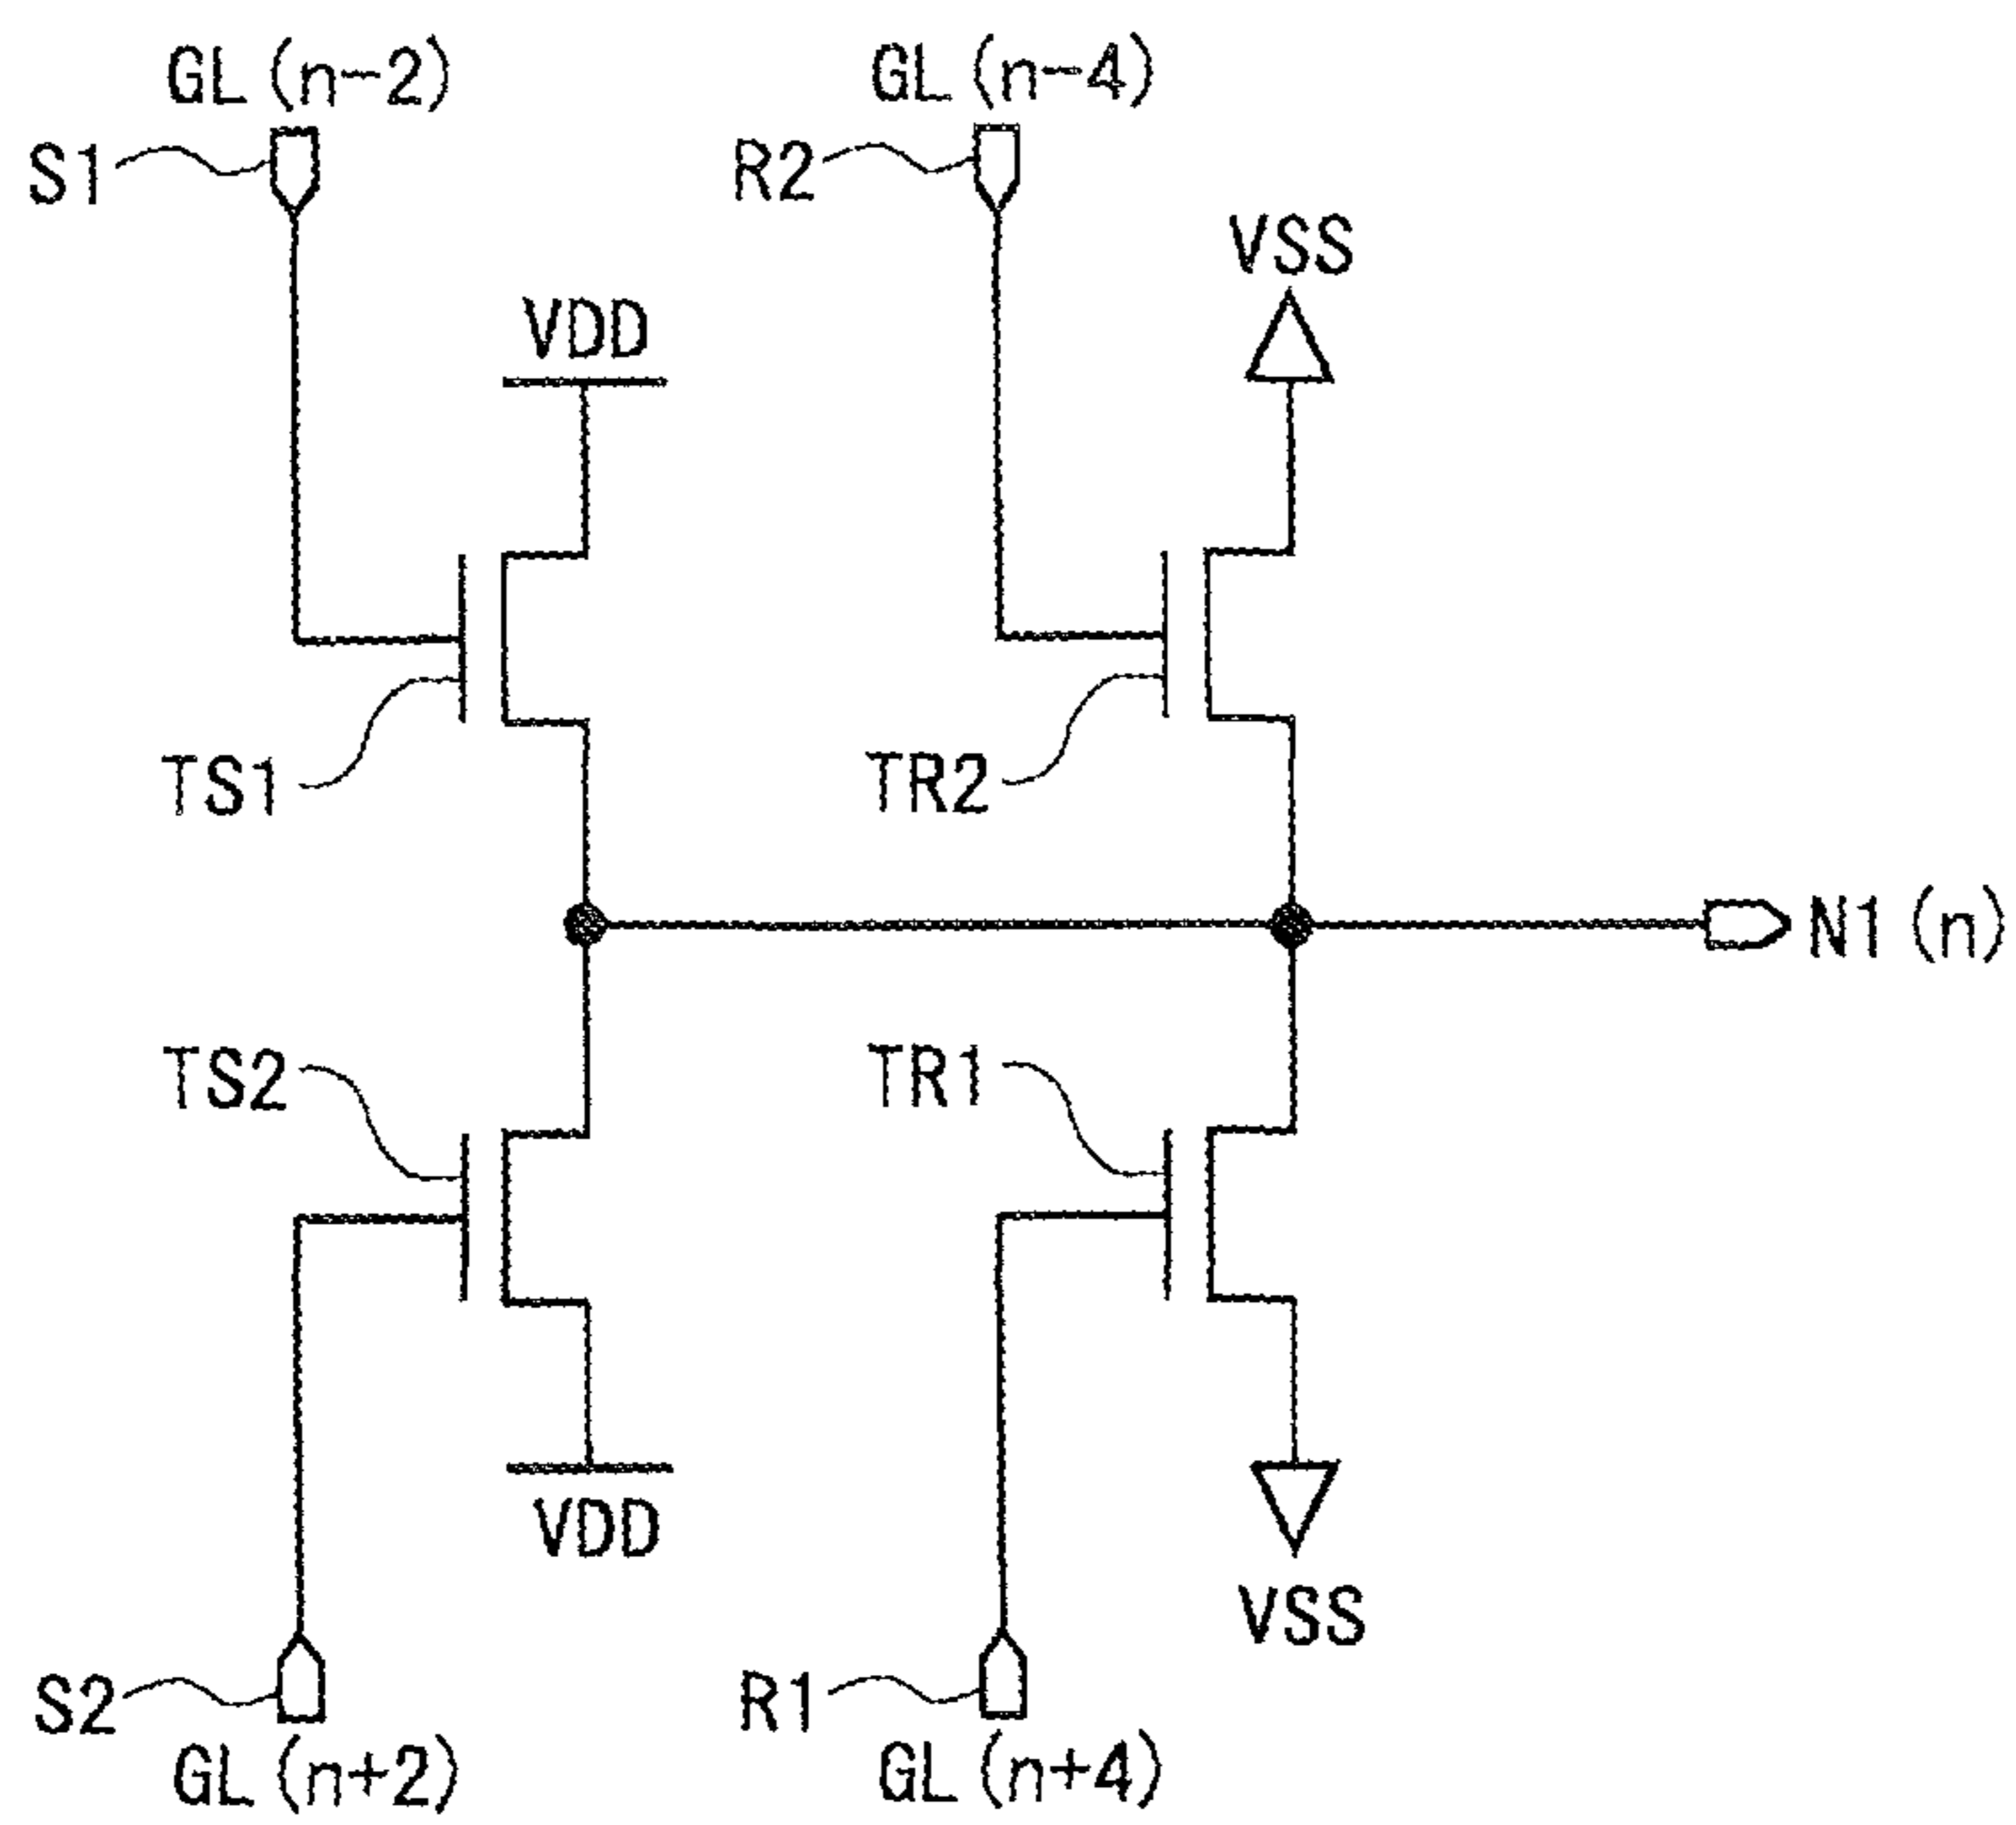 GL(n-2)
GL(n-4)
S1
R2
VSS
VDD
TS1
TR2
N1(n)
TS2
TR1
VDD
VSS
S2
R1
GL(n+2)
GL(n+4)